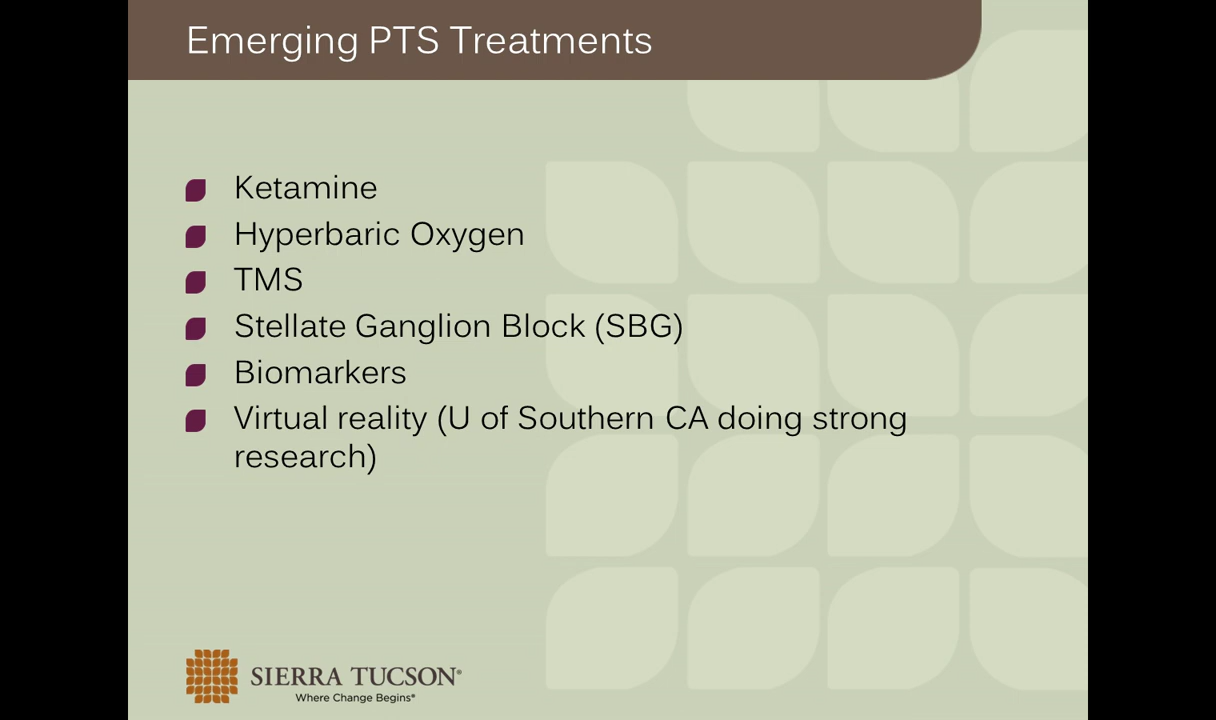 Emerging PTS Treatments
Ketamine
Hyperbaric Oxygen
TMS
Stellate Ganglion Block (SBG)
Biomarkers
Virtual reality (U of Southern CA doing strong
research)
SIERRA TUCSON®
Where Change Begins®